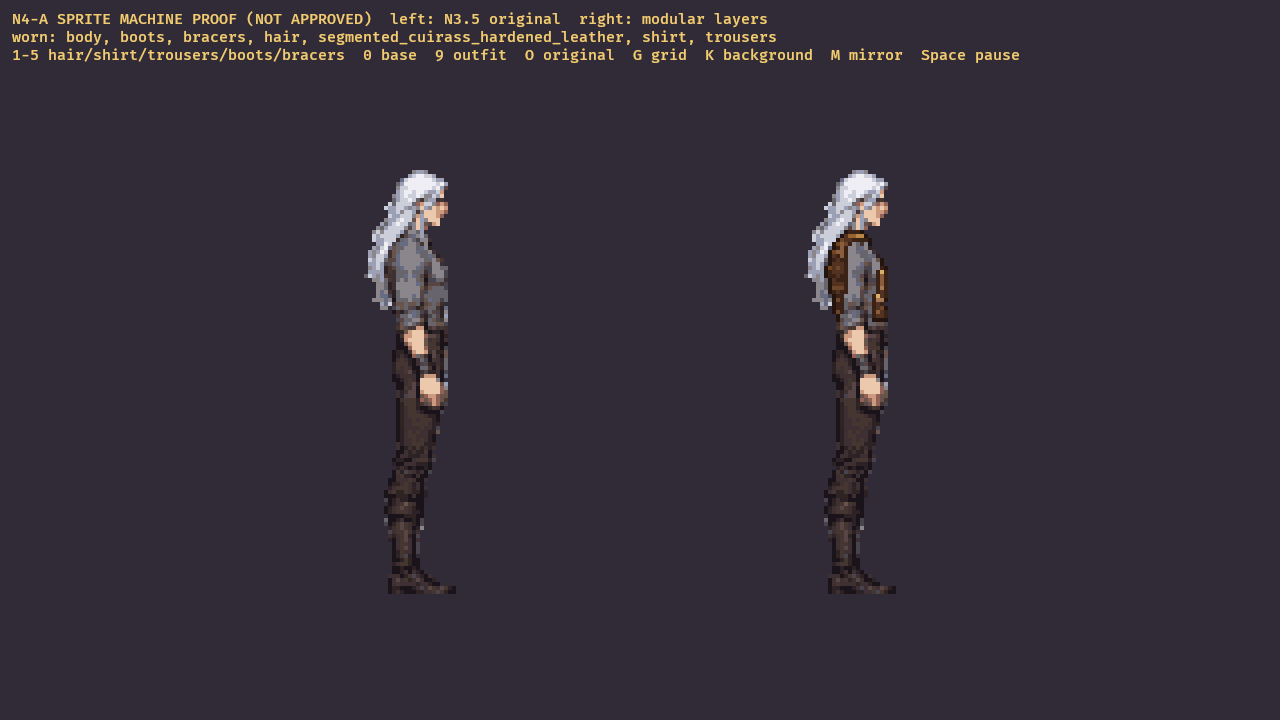 N4-A SPRITE MACHINE PROOF (NOT APPROVED)  left: N3.5 original  right: modular layers
worn: body, boots, bracers, hair, segmented_cuirass_hardened_leather, shirt, trousers
1-5 hair/shirt/trousers/boots/bracers  0 base  9 outfit  O original  G grid  K background  M mirror  Space pause